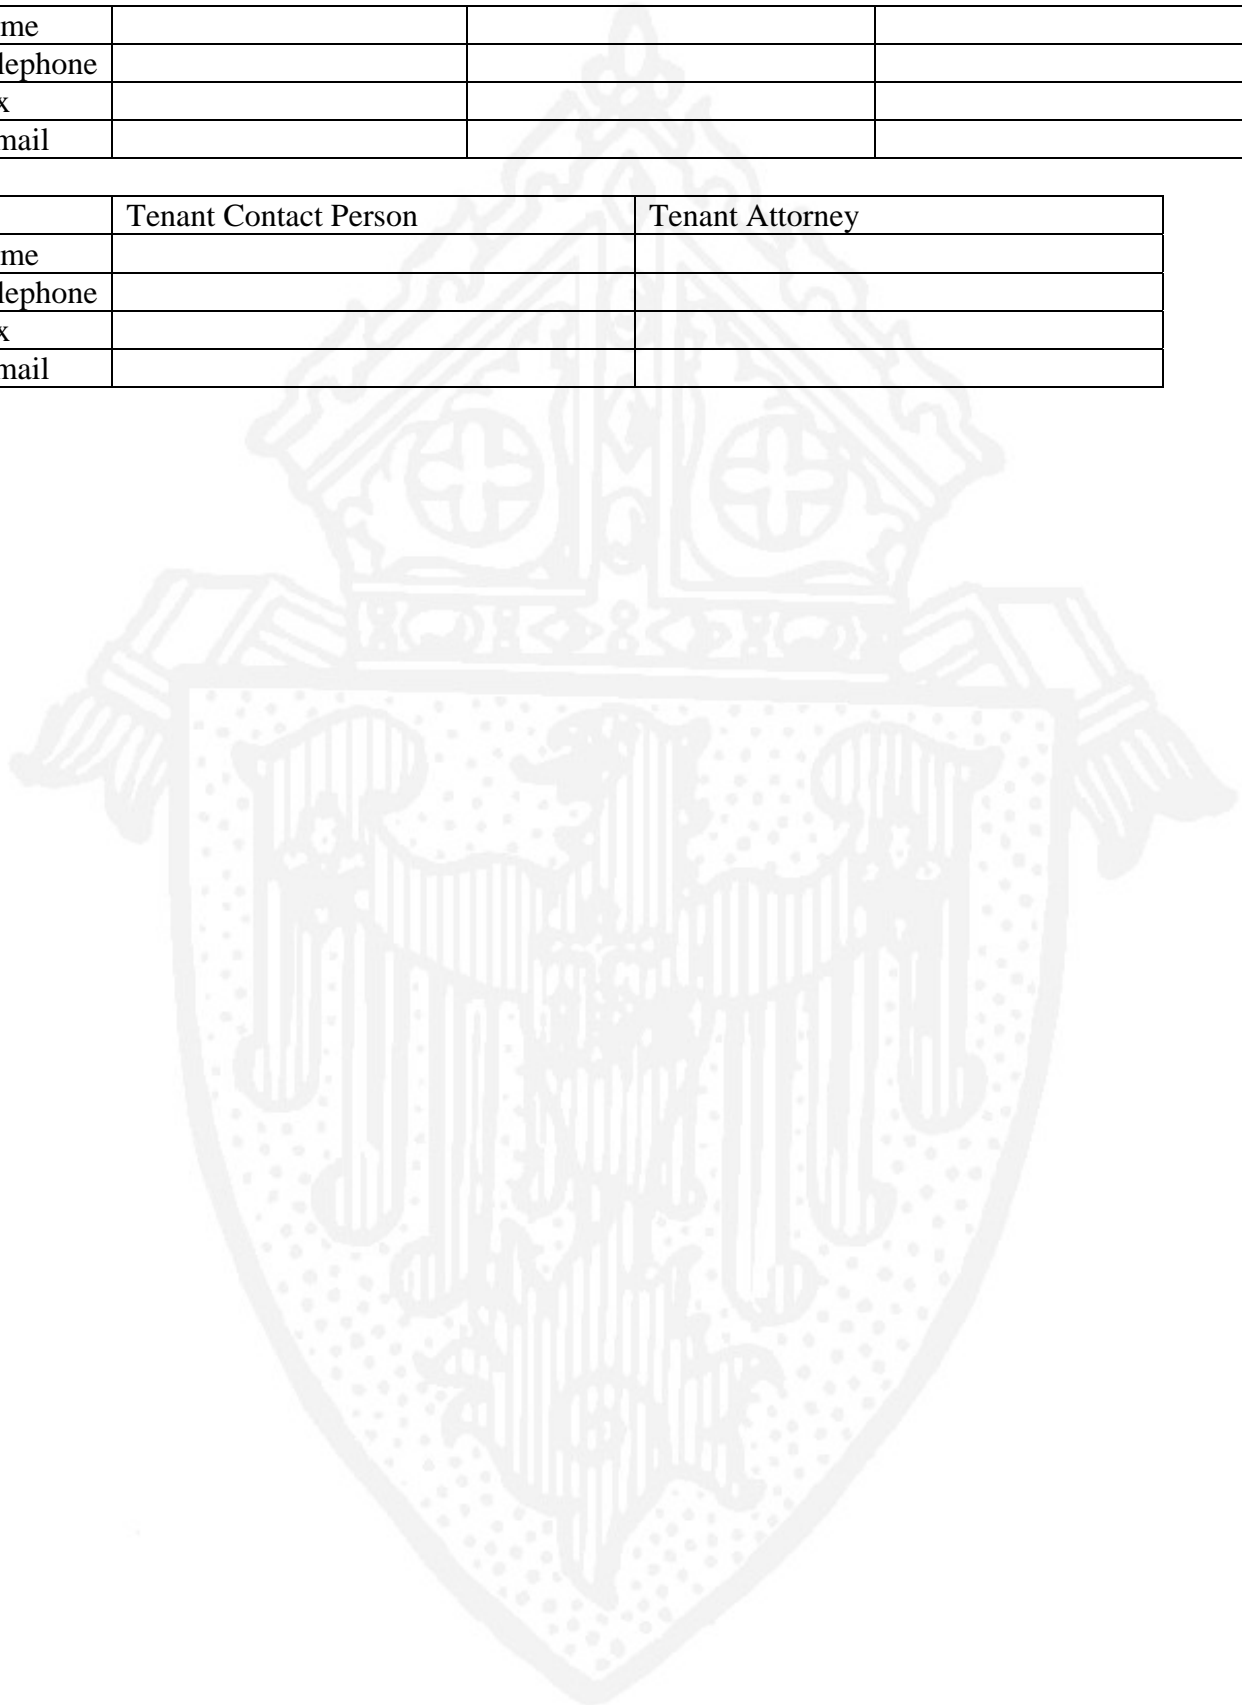 me
lephone
x
mail
Tenant Contact Person Tenant Attorney
me
lephone
x
mail